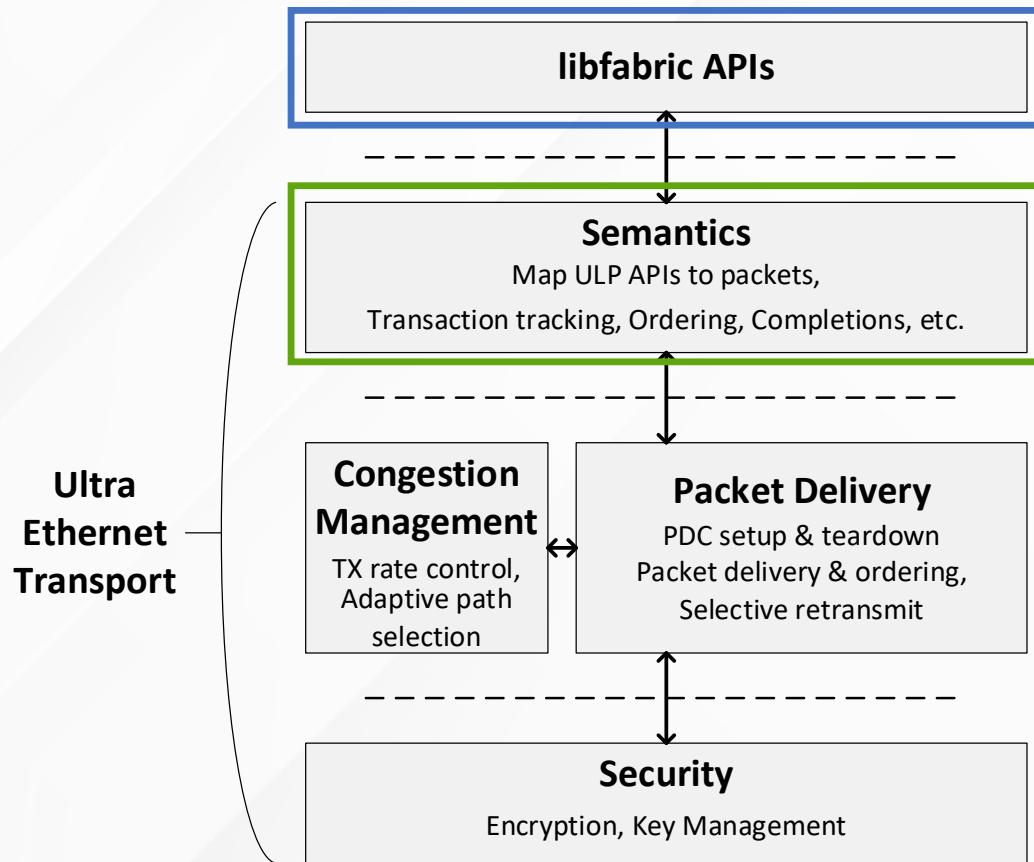 libfabric APIs
Semantics
Map ULP APIs to packets,
Transaction tracking, Ordering, Completions, etc.
Ultra
Ethernet
Transport
Congestion
Management
TX rate control,
Adaptive path
selection
Packet Delivery
PDC setup & teardown
Packet delivery & ordering,
Selective retransmit
Security
Encryption, Key Management